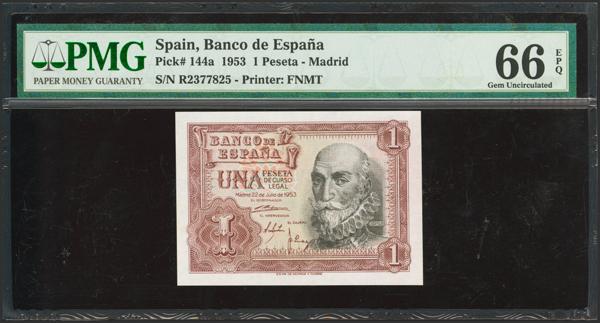 PMG
PAPER MONEY GUARANTY
Spain, Banco de España
Pick# 144a 1953 1 Peseta - Madrid
S/N R2377825 - Printer: FNMT
66 EPQ
Gem Uncirculated
BANCO DE
ESPAÑA
1
UNA PESETA
DE CURSO
LEGAL
Madrid 22 de Julio de 1953
EL GOBERNADOR
EL INTERVENTOR
EL CAJERO
1
1